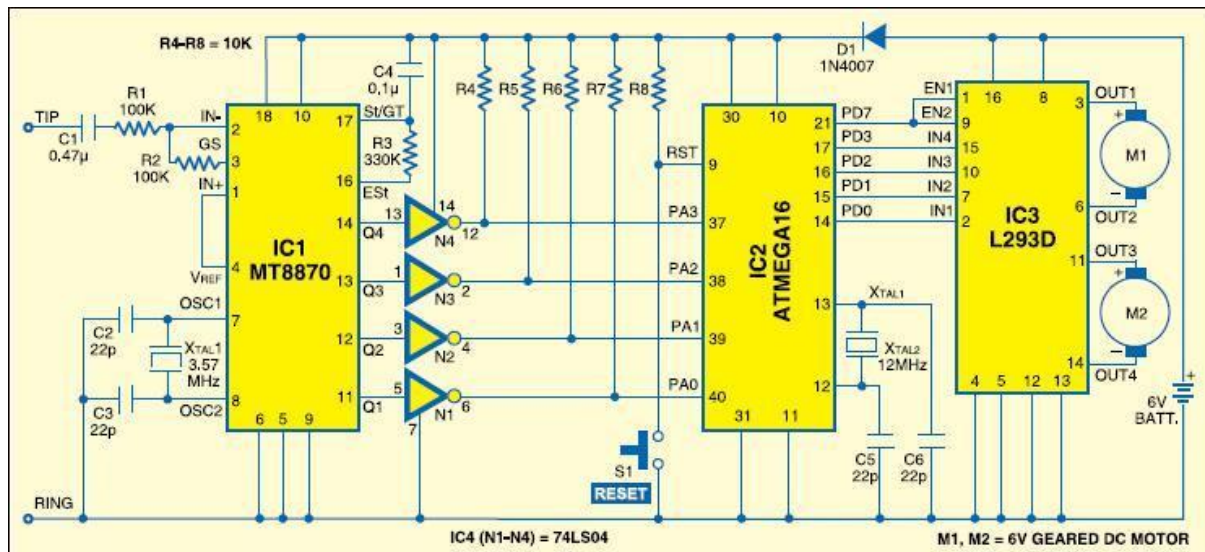 R4–R8 = 10K
TIP
C1
0,47µ
R1
100K
R2
100K
IN-
2
GS
3
IN+
1
VREF
4
OSC1
7
C2
22p
XTAL1
3.57
MHz
C3
22p
OSC2
8
RING
18
10
IC1
MT8870
6
5
9
St/GT
17
C4
0,1µ
R3
330K
16
ESt
14
Q4
13
Q3
12
Q2
11
Q1
13
14
N4
12
1
N3
2
3
N2
4
5
N1
6
7
R4
R5
R6
R7
R8
RST
9
PA3
37
PA2
38
PA1
39
PA0
40
S1
RESET
30
10
IC2
ATMEGA16
31
11
D1
1N4007
21
PD7
17
PD3
16
PD2
15
PD1
14
PD0
13
XTAL1
XTAL2
12MHz
12
C5
22p
C6
22p
EN1
1
EN2
9
IN4
15
IN3
10
IN2
7
IN1
2
16
8
IC3
L293D
4
5
12
13
3
OUT1
+
M1
–
6
OUT2
OUT3
11
+
M2
–
14
OUT4
+
6V
BATT.
IC4 (N1–N4) = 74LS04
M1, M2 = 6V GEARED DC MOTOR